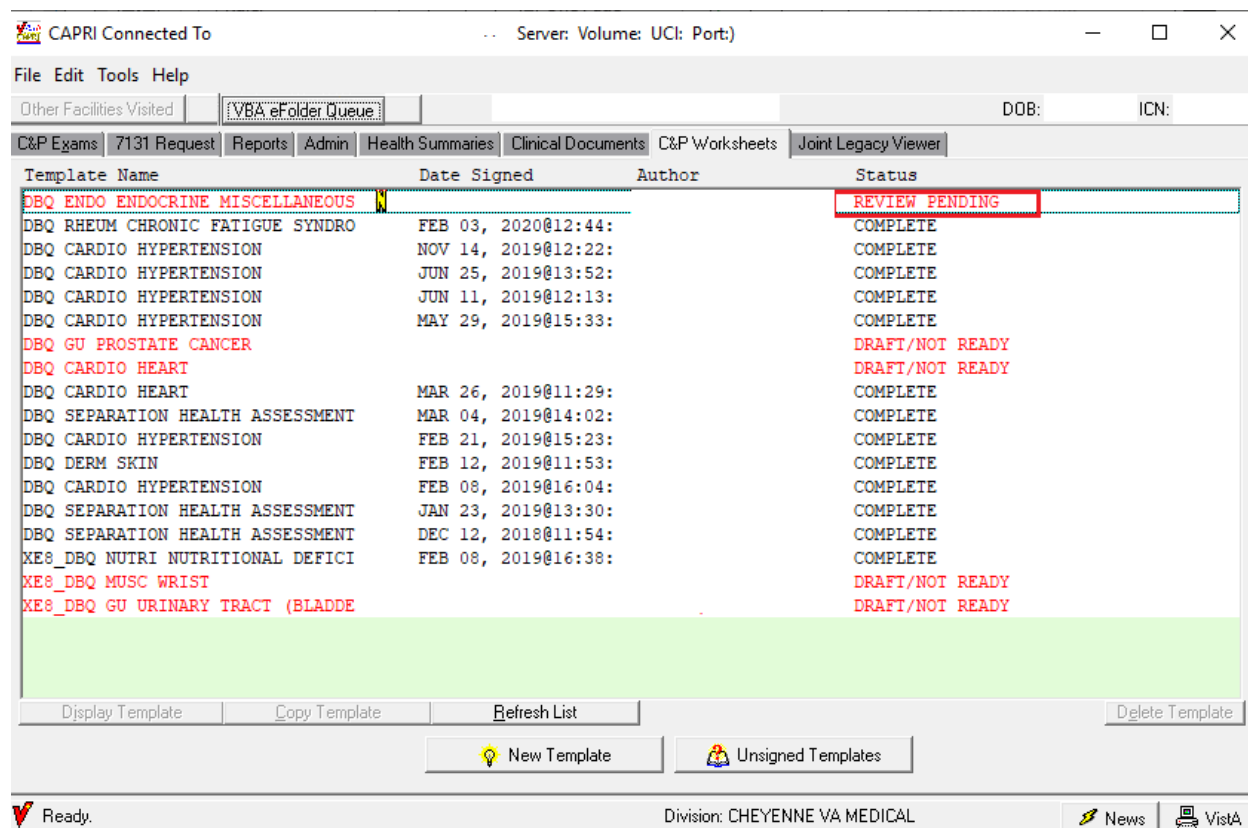 CAPRI Connected To . . Server: Volume: UCI: Port:)
File Edit Tools Help
Other Facilities Visited VBA eFolder Queue DOB: ICN:
C&P Exams 7131 Request Reports Admin Health Summaries Clinical Documents C&P Worksheets Joint Legacy Viewer
Template Name Date Signed Author Status
DBQ ENDO ENDOCRINE MISCELLANEOUS N REVIEW PENDING
DBQ RHEUM CHRONIC FATIGUE SYNDRO FEB 03, 2020@12:44: COMPLETE
DBQ CARDIO HYPERTENSION NOV 14, 2019@12:22: COMPLETE
DBQ CARDIO HYPERTENSION JUN 25, 2019@13:52: COMPLETE
DBQ CARDIO HYPERTENSION JUN 11, 2019@12:13: COMPLETE
DBQ CARDIO HYPERTENSION MAY 29, 2019@15:33: COMPLETE
DBQ GU PROSTATE CANCER DRAFT/NOT READY
DBQ CARDIO HEART DRAFT/NOT READY
DBQ CARDIO HEART MAR 26, 2019@11:29: COMPLETE
DBQ SEPARATION HEALTH ASSESSMENT MAR 04, 2019@14:02: COMPLETE
DBQ CARDIO HYPERTENSION FEB 21, 2019@15:23: COMPLETE
DBQ DERM SKIN FEB 12, 2019@11:53: COMPLETE
DBQ CARDIO HYPERTENSION FEB 08, 2019@16:04: COMPLETE
DBQ SEPARATION HEALTH ASSESSMENT JAN 23, 2019@13:30: COMPLETE
DBQ SEPARATION HEALTH ASSESSMENT DEC 12, 2018@11:54: COMPLETE
XE8_DBQ NUTRI NUTRITIONAL DEFICI FEB 08, 2019@16:38: COMPLETE
XE8_DBQ MUSC WRIST DRAFT/NOT READY
XE8_DBQ GU URINARY TRACT (BLADDE DRAFT/NOT READY
Display Template Copy Template Refresh List Delete Template
New Template Unsigned Templates
Ready. Division: CHEYENNE VA MEDICAL News VistA